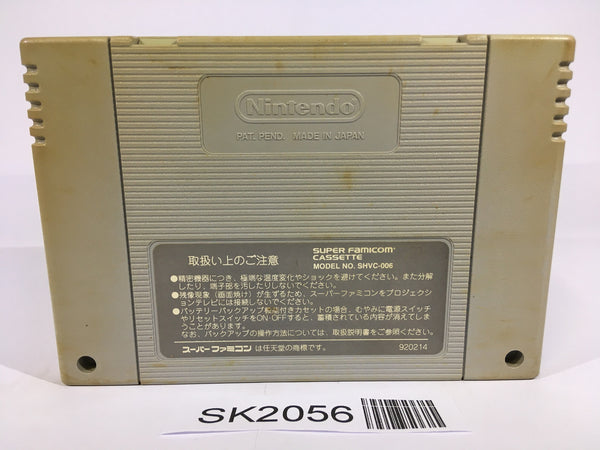 Nintendo
PAT. PEND. MADE IN JAPAN
取扱い上のご注意
SUPER FAMICOM
CASSETTE
MODEL NO. SHVC-006
●精密機器につき、極端な温度変化やショックを避けてください。また分解
したり、端子部を汚したりしないでください。
●残像現象（画面焼け）が生ずるため、スーパーファミコンをプロジェクシ
ョンテレビには接続しないでください。
●バッテリーバックアップ機能付きカセットの場合、むやみに電源スイッチ
やリセットスイッチをON・OFFすると、蓄積されている内容が消えてしま
うことがあります。
なお、バックアップの操作方法については、取扱説明書をご参照ください。
スーパーファミコンは任天堂の商標です。
920214
SK2056